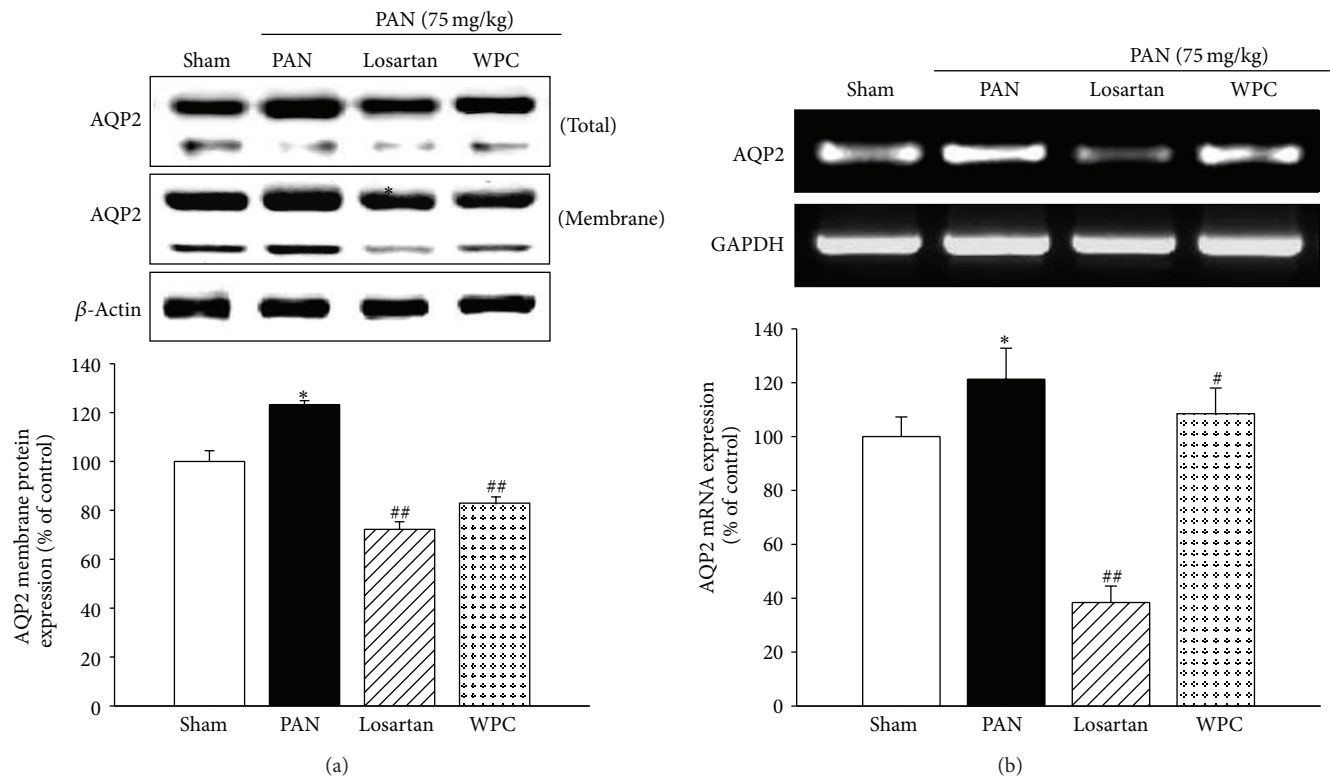 PAN (75 mg/kg)
Sham PAN Losartan WPC
AQP2 (Total)
*
AQP2 (Membrane)
β-Actin
AQP2 membrane protein
expression (% of control)
140
120
100
80
60
40
20
0
*
##
##
Sham PAN Losartan WPC
(a)
PAN (75 mg/kg)
Sham PAN Losartan WPC
AQP2
GAPDH
AQP2 mRNA expression
(% of control)
140
120
100
80
60
40
20
0
*
##
#
Sham PAN Losartan WPC
(b)